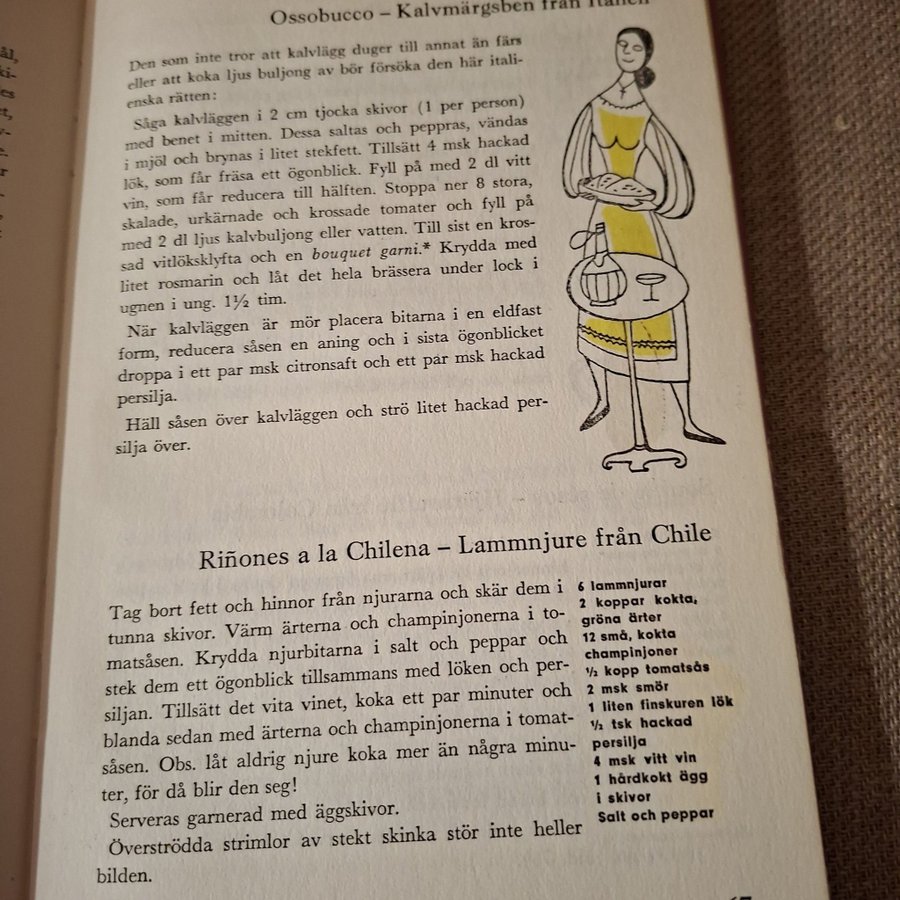 Ossobucco – Kalvmärgsben från Italien
Den som inte tror att kalvlägg duger till annat än färs
eller att koka ljus buljong av bör försöka den här itali-
enska rätten:
Såga kalvläggen i 2 cm tjocka skivor (1 per person)
med benet i mitten. Dessa saltas och peppras, vändas
i mjöl och brynas i litet stekfett. Tillsätt 4 msk hackad
lök, som får fräsa ett ögonblick. Fyll på med 2 dl vitt
vin, som får reducera till hälften. Stoppa ner 8 stora,
skalade, urkärnade och krossade tomater och fyll på
med 2 dl ljus kalvbuljong eller vatten. Till sist en kros-
sad vitlöksklyfta och en bouquet garni.* Krydda med
litet rosmarin och låt det hela brässera under lock i
ugnen i ung. 1½ tim.
När kalvläggen är mör placera bitarna i en eldfast
form, reducera såsen en aning och i sista ögonblicket
droppa i ett par msk citronsaft och ett par msk hackad
persilja.
Häll såsen över kalvläggen och strö litet hackad per-
silja över.
Riñones a la Chilena – Lammnjure från Chile
Tag bort fett och hinnor från njurarna och skär dem i
tunna skivor. Värm ärterna och champinjonerna i to-
matsåsen. Krydda njurbitarna i salt och peppar och
stek dem ett ögonblick tillsammans med löken och per-
siljan. Tillsätt det vita vinet, koka ett par minuter och
blanda sedan med ärterna och champinjonerna i tomat-
såsen. Obs. låt aldrig njure koka mer än några minu-
ter, för då blir den seg!
Serveras garnerad med äggskivor.
Överströdda strimlor av stekt skinka stör inte heller
bilden.
6 lammnjurar
2 koppar kokta,
gröna ärter
12 små, kokta
champinjoner
½ kopp tomatsås
2 msk smör
1 liten finskuren lök
½ tsk hackad
persilja
4 msk vitt vin
1 hårdkokt ägg
i skivor
Salt och peppar